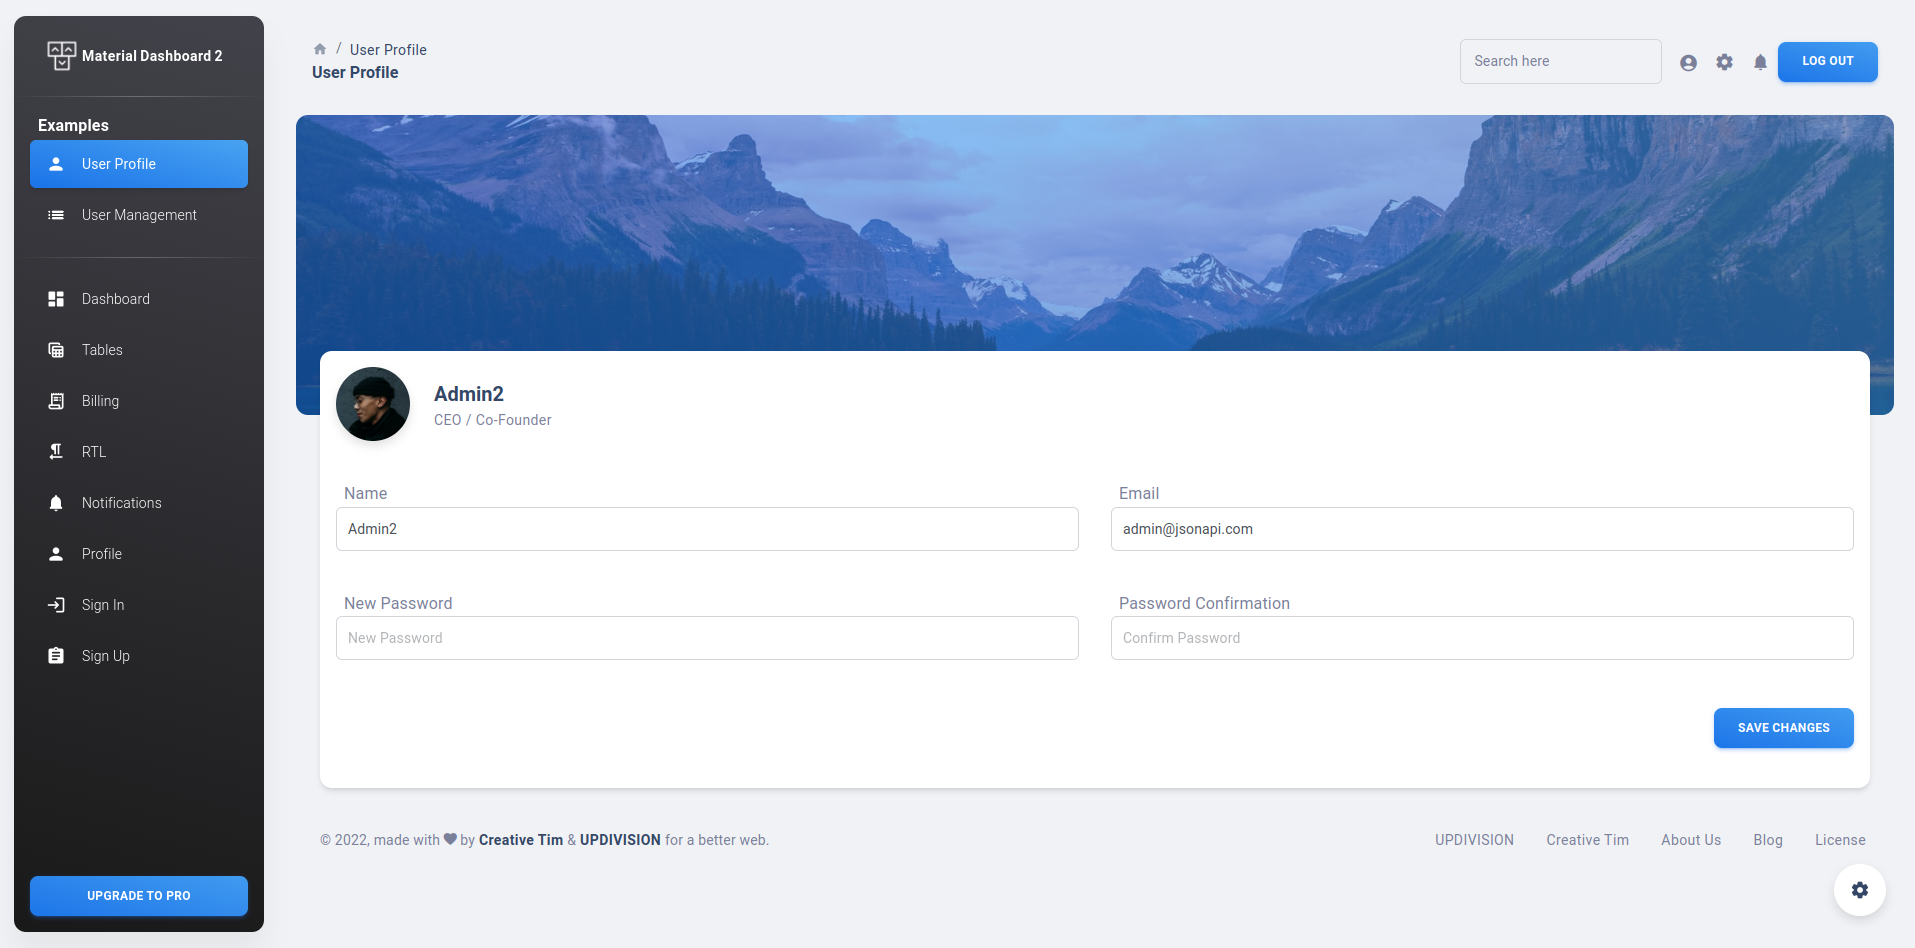 Material Dashboard 2
Examples
User Profile
User Management
Dashboard
Tables
Billing
RTL
Notifications
Profile
Sign In
Sign Up
UPGRADE TO PRO
/ User Profile
User Profile
Search here
LOG OUT
Admin2
CEO / Co-Founder
Name
Email
Admin2
admin@jsonapi.com
New Password
Password Confirmation
New Password
Confirm Password
SAVE CHANGES
© 2022, made with by Creative Tim & UPDIVISION for a better web.
UPDIVISION Creative Tim About Us Blog License